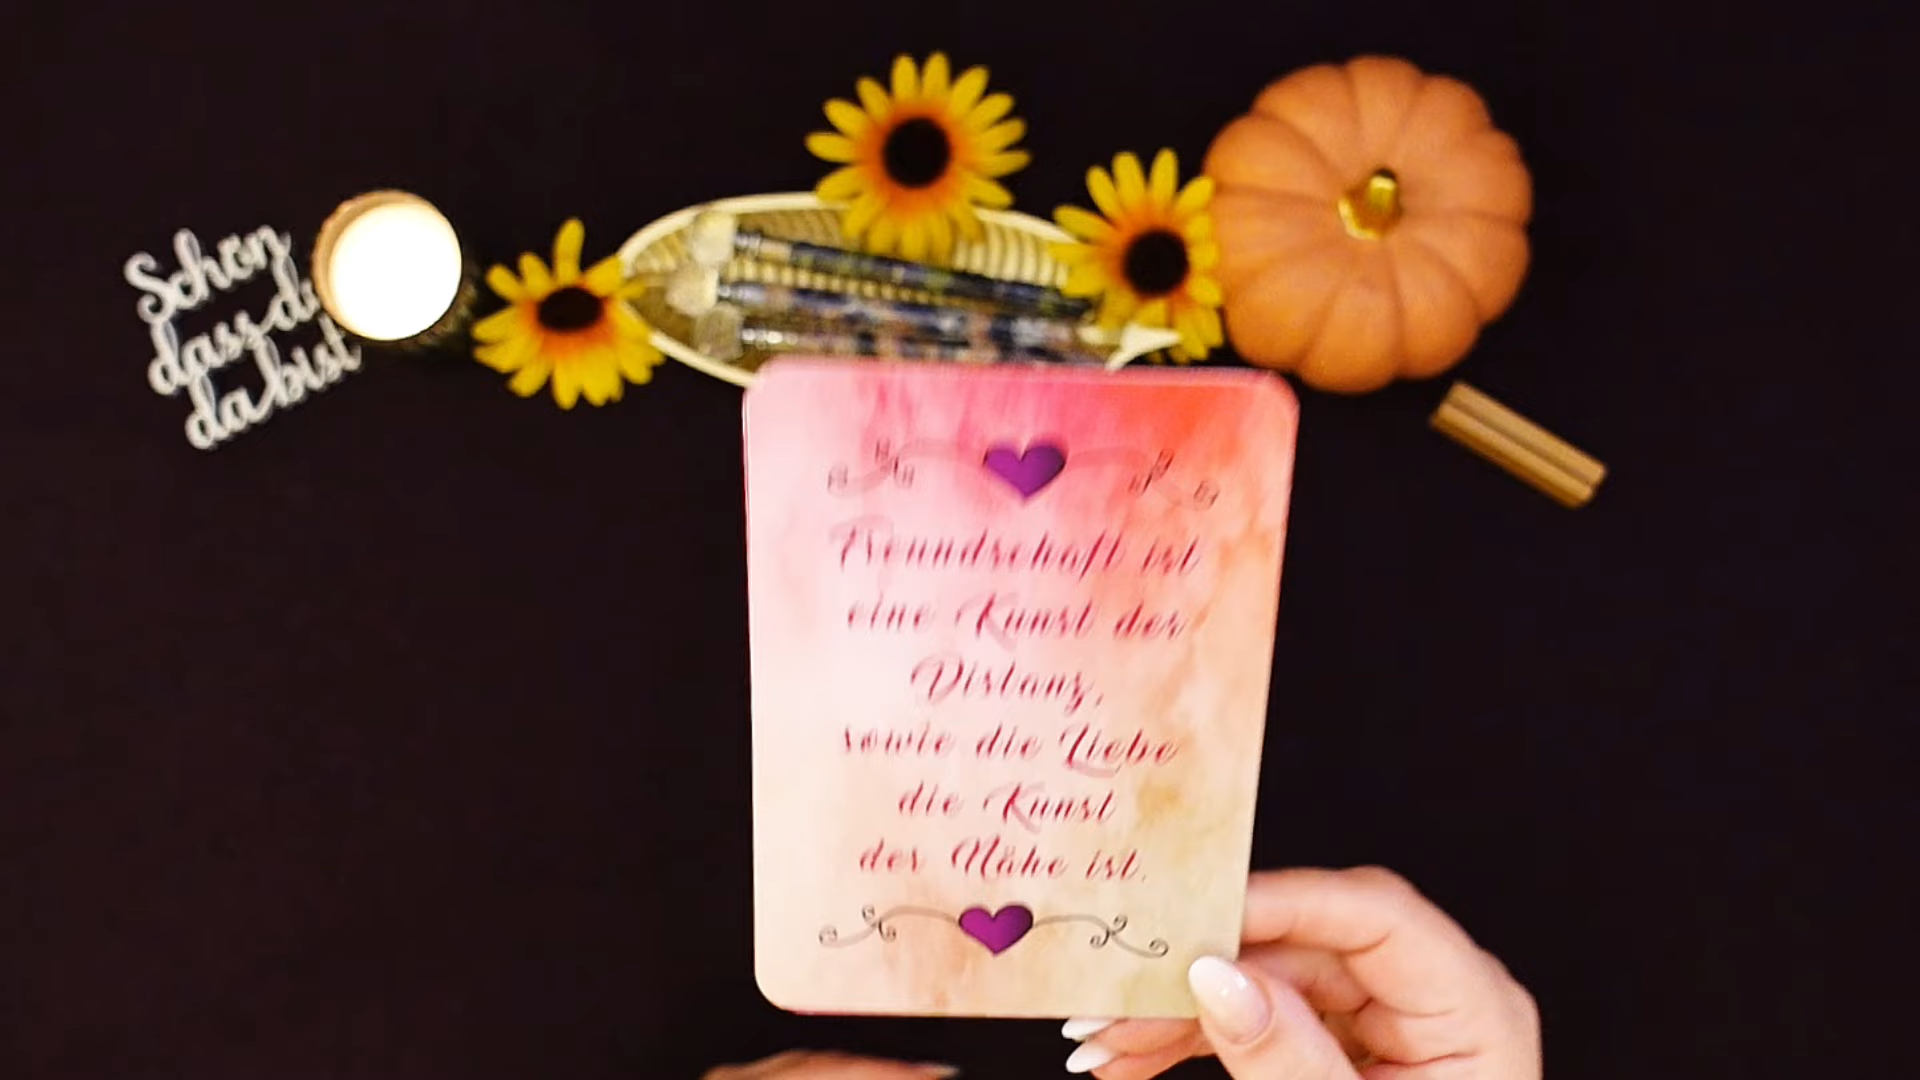 Schön
dass du
da bist
Freundschaft ist
eine Kunst der
Distanz,
sowie die Liebe
die Kunst
der Nähe ist.